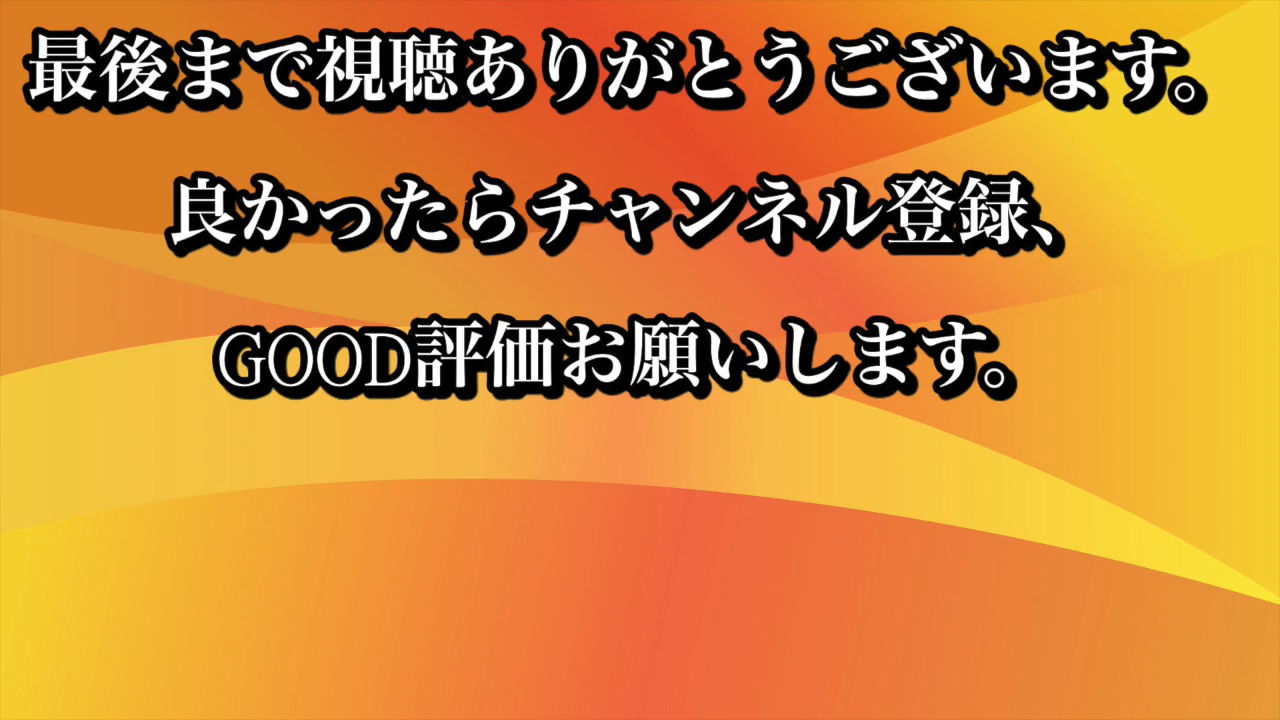 最後まで視聴ありがとうございます。
良かったらチャンネル登録、
GOOD評価お願いします。